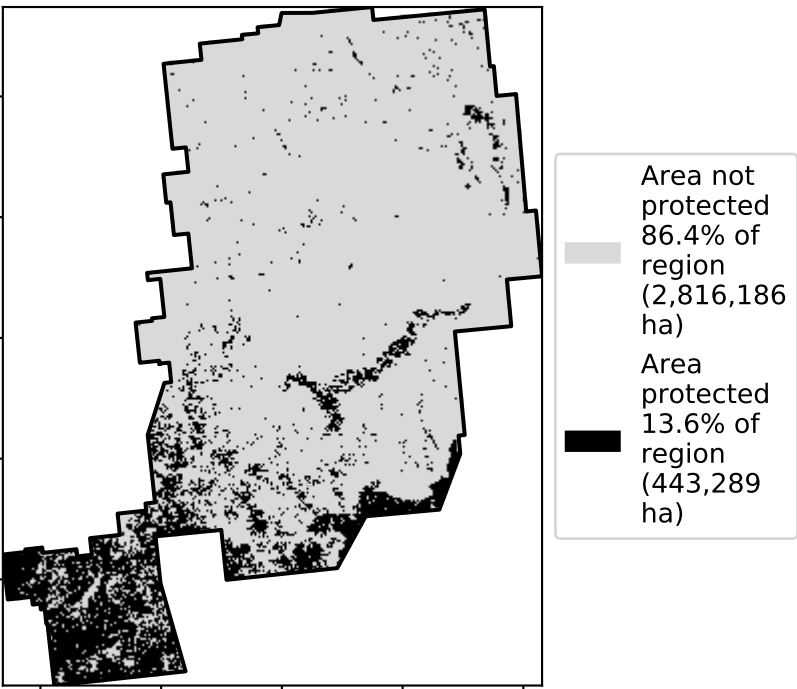 Area not
protected
86.4% of
region
(2,816,186
ha)
Area
protected
13.6% of
region
(443,289
ha)